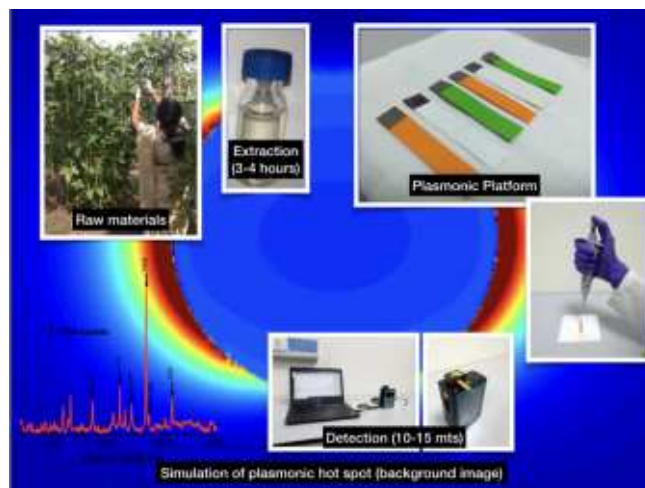 Raw materials
Extraction
(3-4 hours)
Plasmonic Platform
Detection (10-15 mts)
Simulation of plasmonic hot spot (background image)